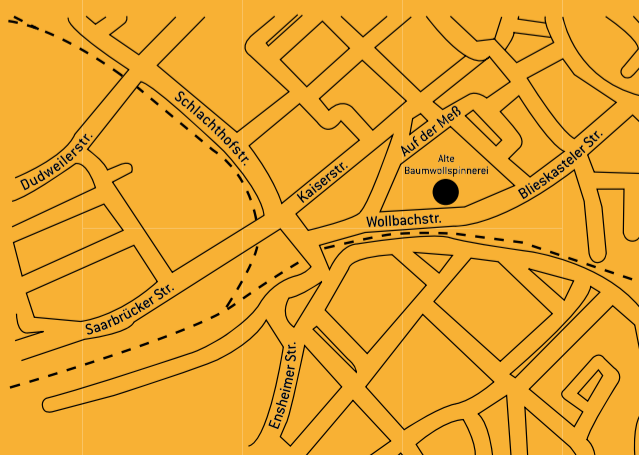 Schlachthofstr.
Dudweilerstr.
Auf der Meß
Alte
Baumwollspinnerei
Kaiserstr.
Blieskasteler Str.
Wollbachstr.
Saarbrücker Str.
Ensheimer Str.